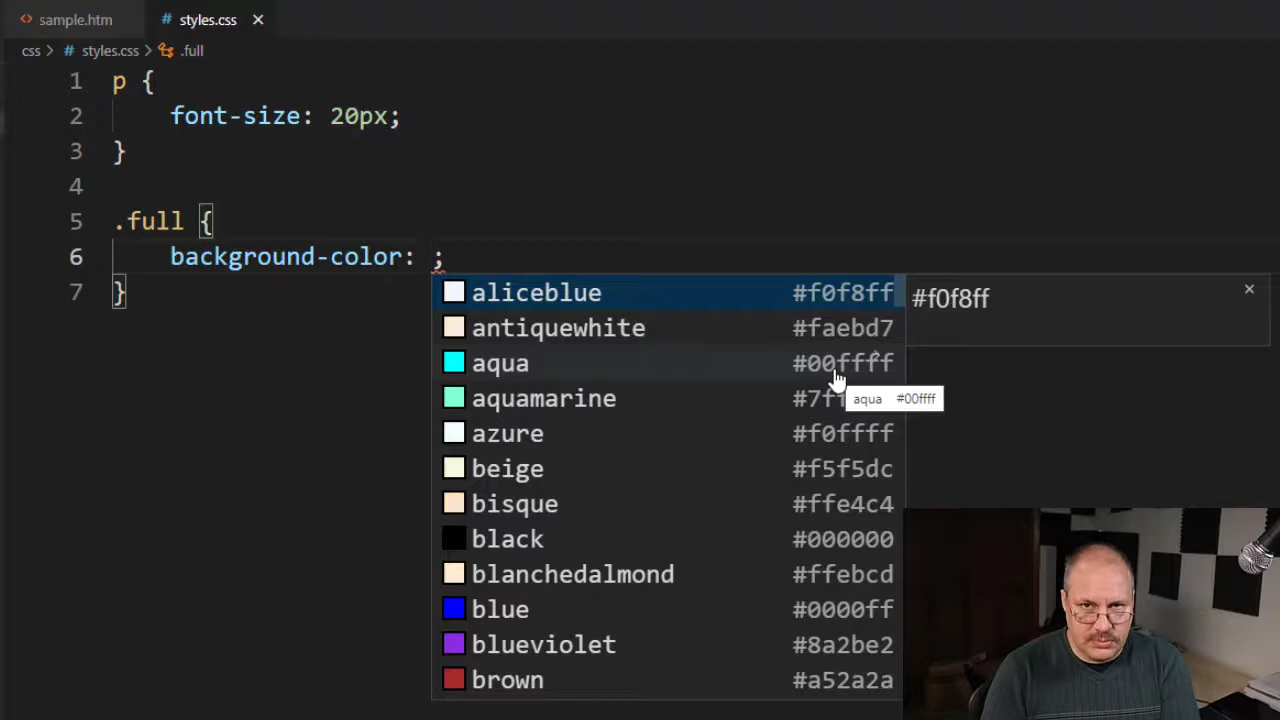 <> sample.htm # styles.css ×
css > # styles.css > .full
1 p {
2 font-size: 20px;
3 }
4
5 .full {
6 background-color: ;
7 }
aliceblue #f0f8ff #f0f8ff ×
antiquewhite #faebd7
aqua #00ffff
aquamarine #7ff
aqua #00ffff
azure #f0ffff
beige #f5f5dc
bisque #ffe4c4
black #000000
blanchedalmond #ffebcd
blue #0000ff
blueviolet #8a2be2
brown #a52a2a